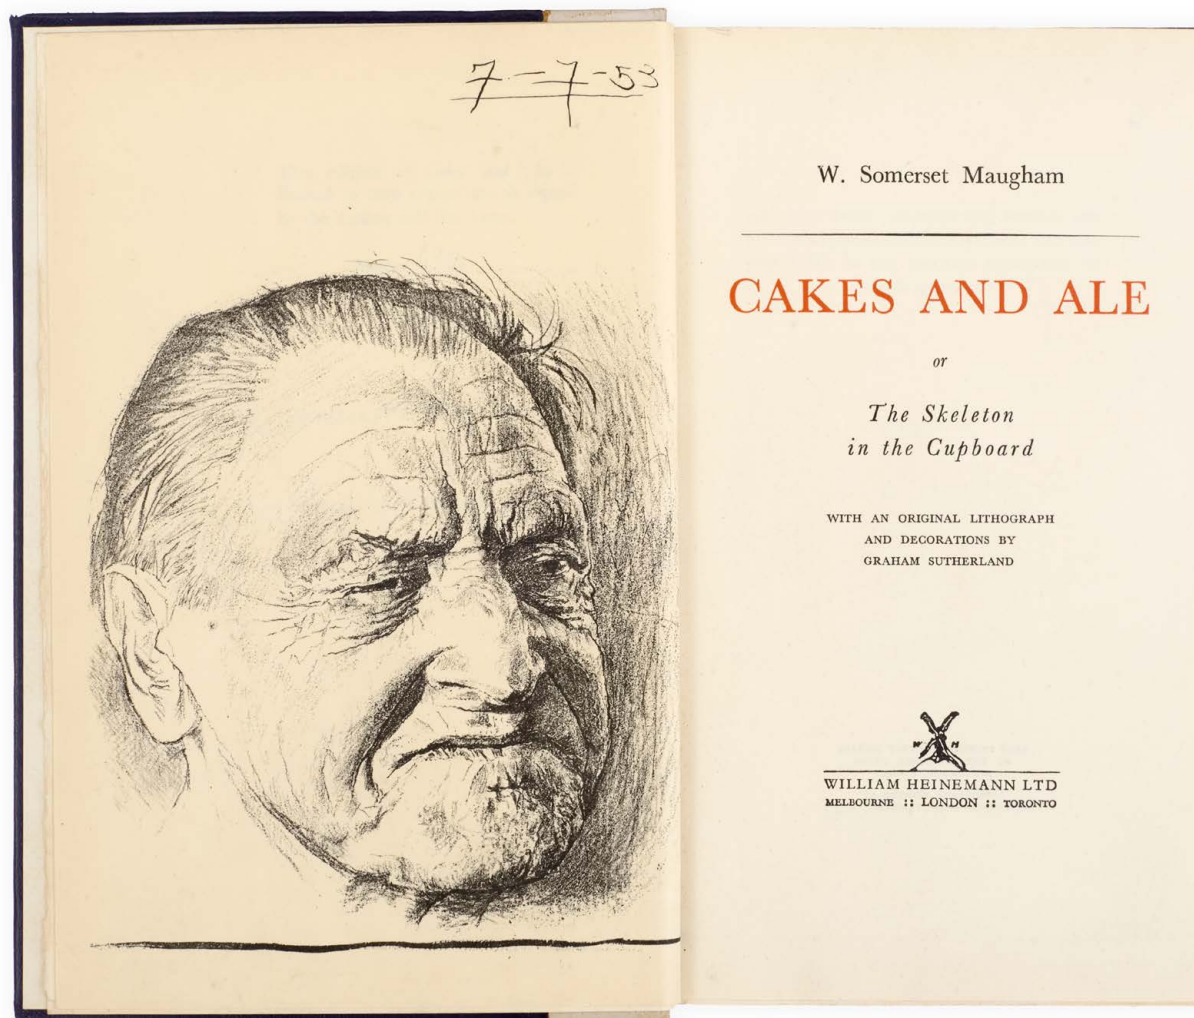 7-7-53
W. Somerset Maugham
CAKES AND ALE
or
The Skeleton
in the Cupboard
WITH AN ORIGINAL LITHOGRAPH
AND DECORATIONS BY
GRAHAM SUTHERLAND
W H
WILLIAM HEINEMANN LTD
MELBOURNE :: LONDON :: TORONTO